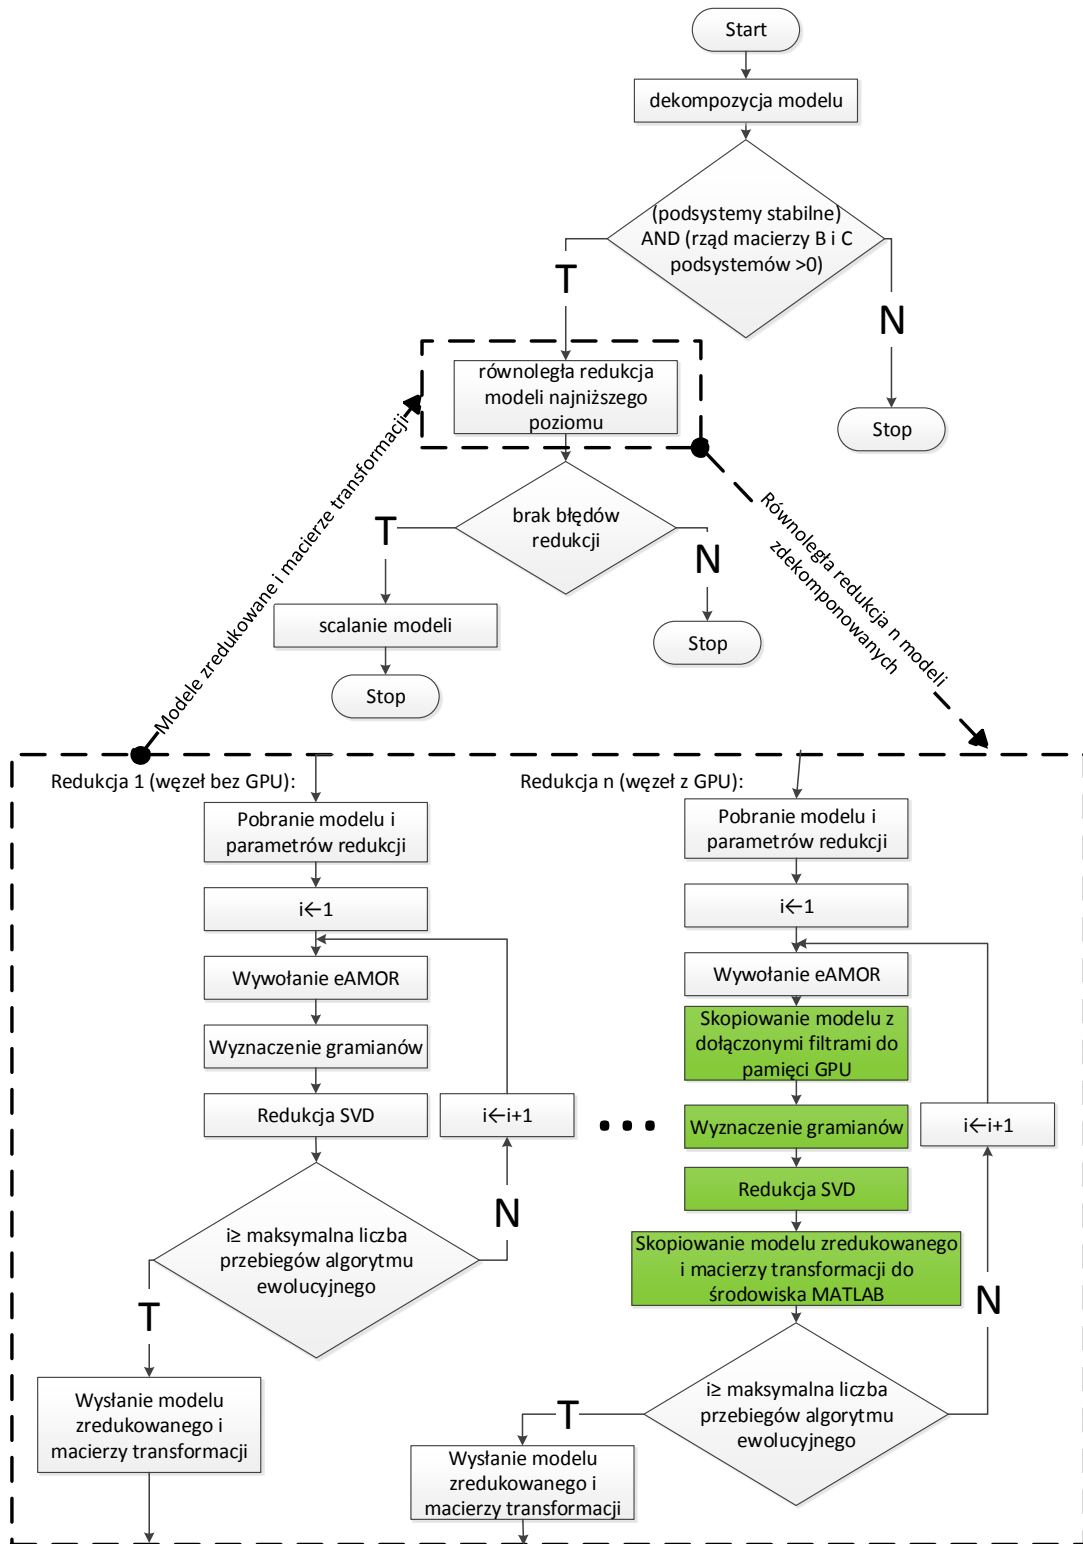 Start
dekompozycja modelu
(podsystemy stabilne)
AND (rząd macierzy B i C
podsystemów >0)
T
N
równoległa redukcja
modeli najniższego
poziomu
Stop
Modele zredukowane i macierze transformacji
Równoległa redukcja n modeli
zdekomponowanych
brak błędów
redukcji
T
N
scalanie modeli
Stop
Stop
Redukcja 1 (węzeł bez GPU):
Pobranie modelu i
parametrów redukcji
i←1
Wywołanie eAMOR
Wyznaczenie gramianów
Redukcja SVD
i←i+1
i≥ maksymalna liczba
przebiegów algorytmu
ewolucyjnego
N
T
Wysłanie modelu
zredukowanego i
macierzy transformacji
...
Redukcja n (węzeł z GPU):
Pobranie modelu i
parametrów redukcji
i←1
Wywołanie eAMOR
Skopiowanie modelu z
dołączonymi filtrami do
pamięci GPU
Wyznaczenie gramianów
i←i+1
Redukcja SVD
Skopiowanie modelu zredukowanego
i macierzy transformacji do
środowiska MATLAB
N
i≥ maksymalna liczba
przebiegów algorytmu
ewolucyjnego
T
Wysłanie modelu
zredukowanego i
macierzy transformacji